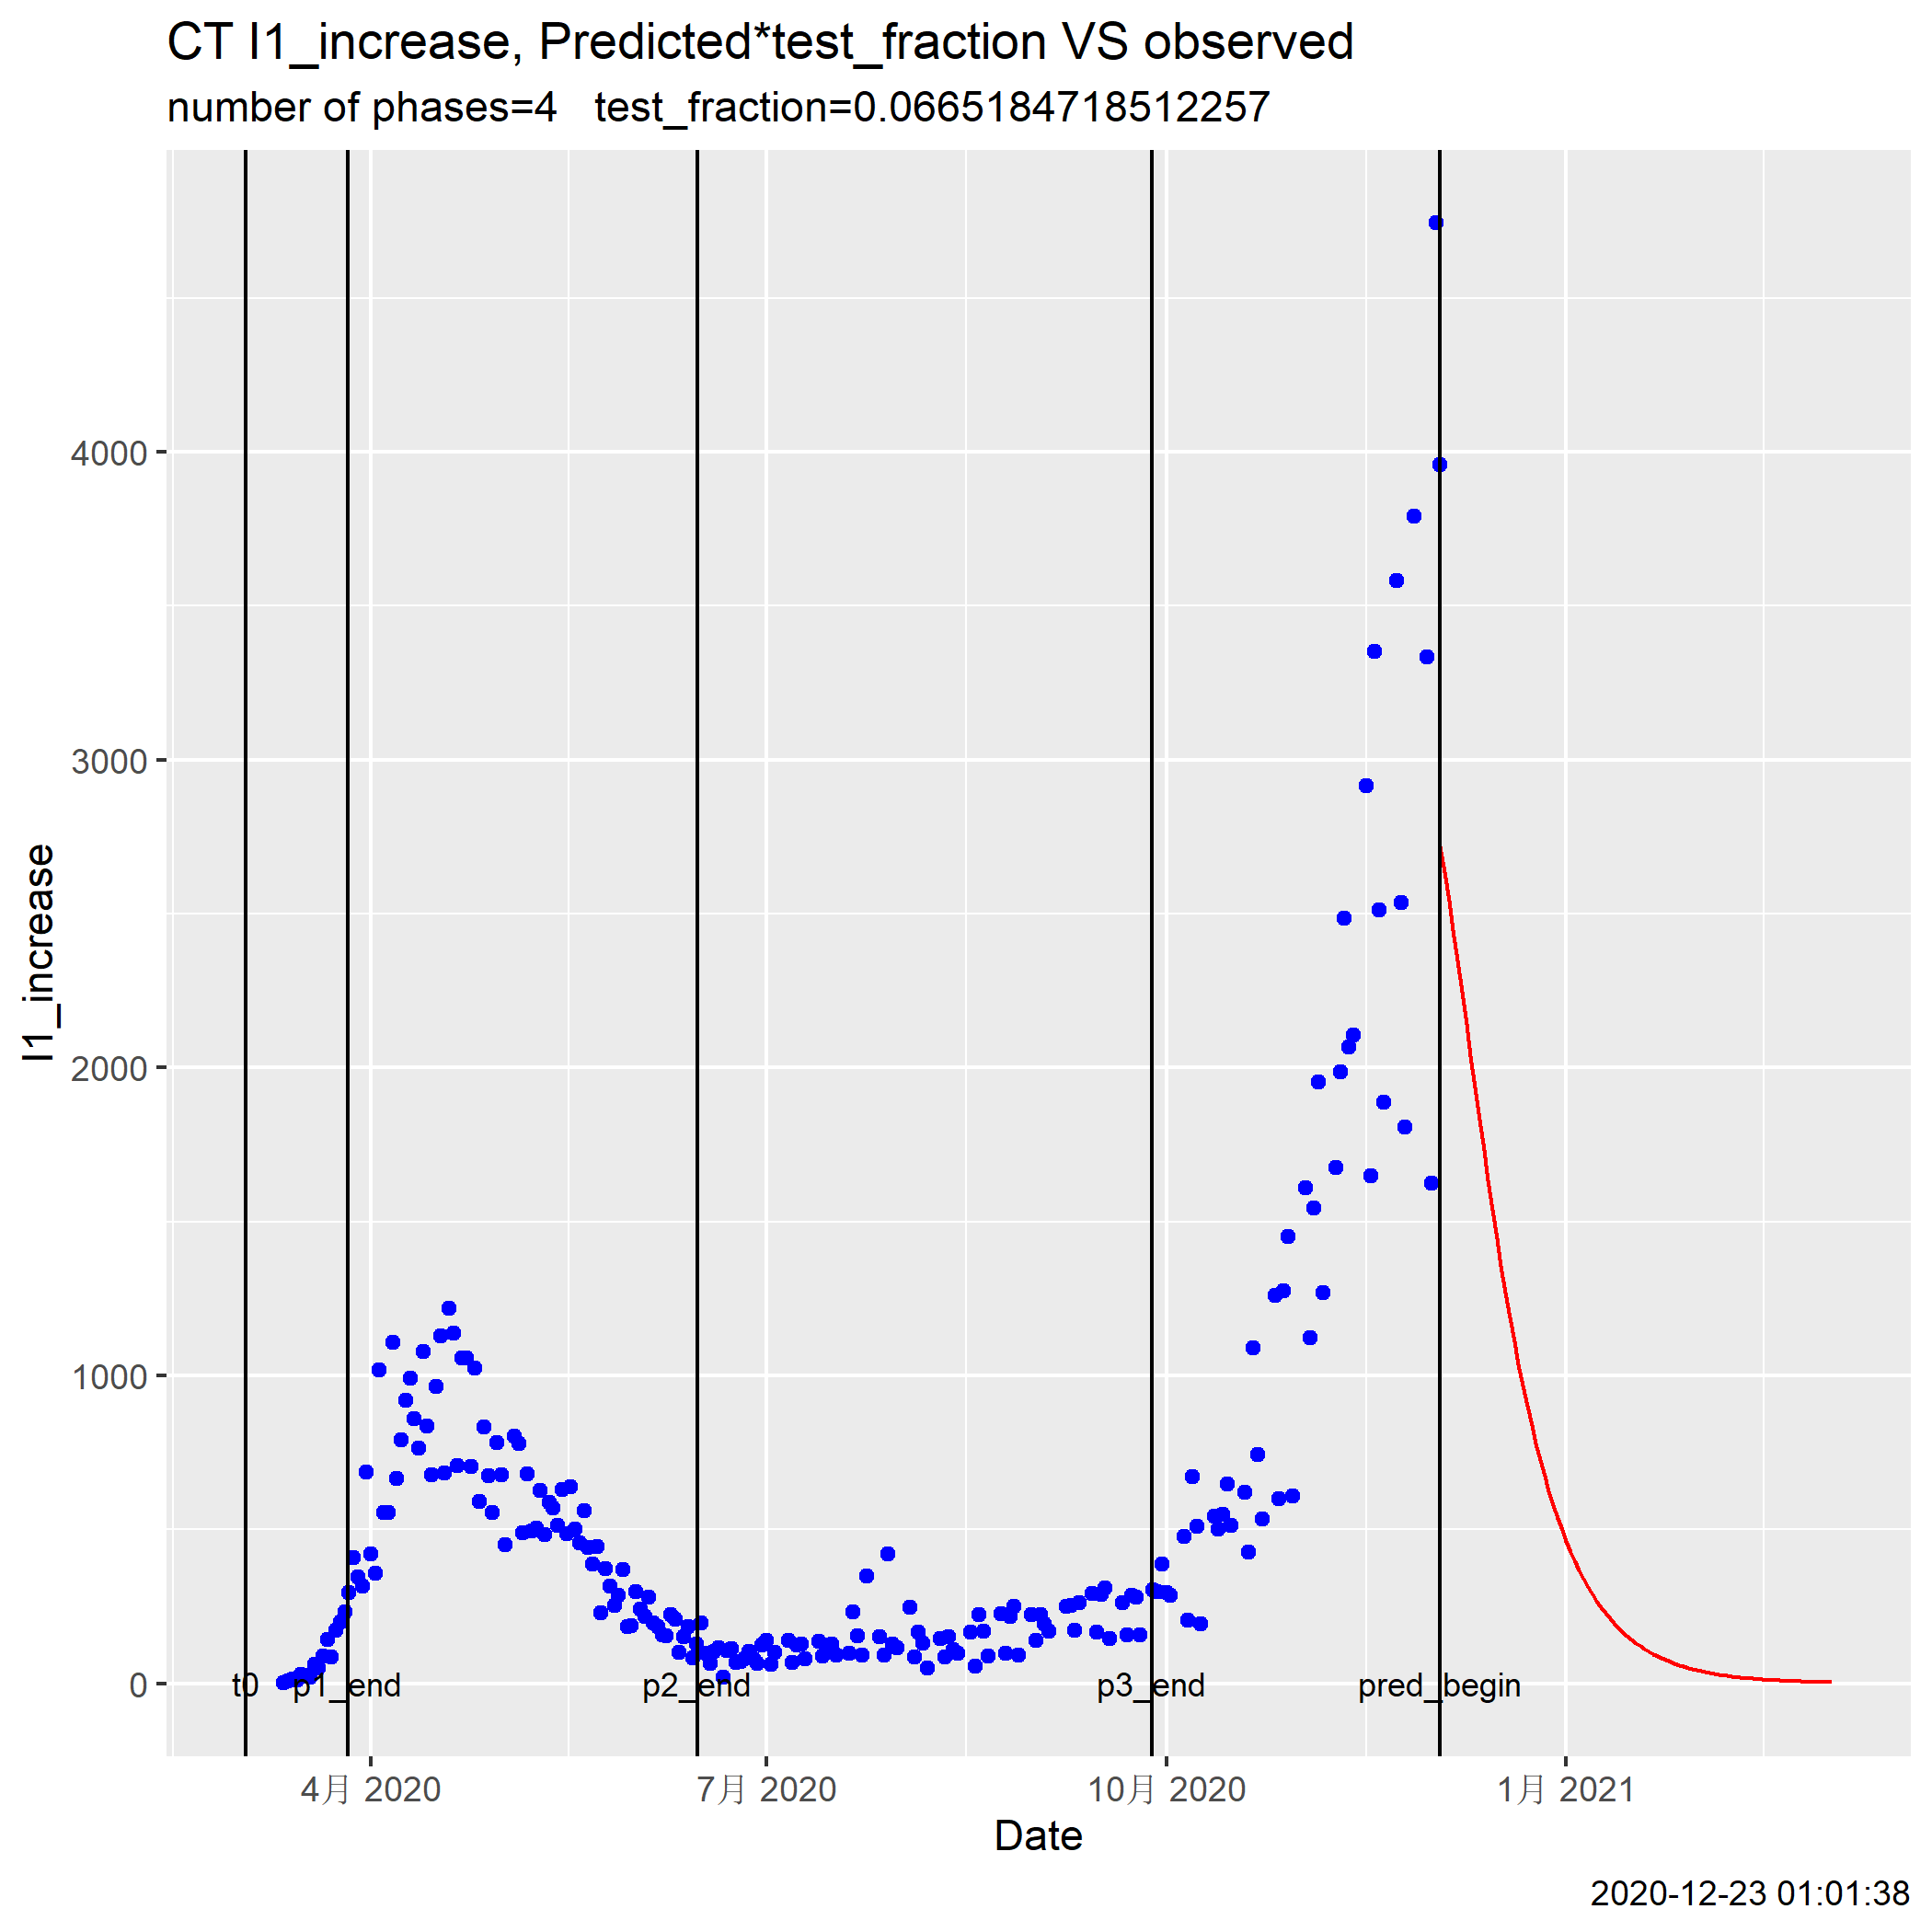 CT I1_increase, Predicted*test_fraction VS observed
number of phases=4   test_fraction=0.0665184718512257
I1_increase
4000
3000
2000
1000
0
t0
p1_end
p2_end
p3_end
pred_begin
4月 2020
7月 2020
10月 2020
1月 2021
Date
2020-12-23 01:01:38